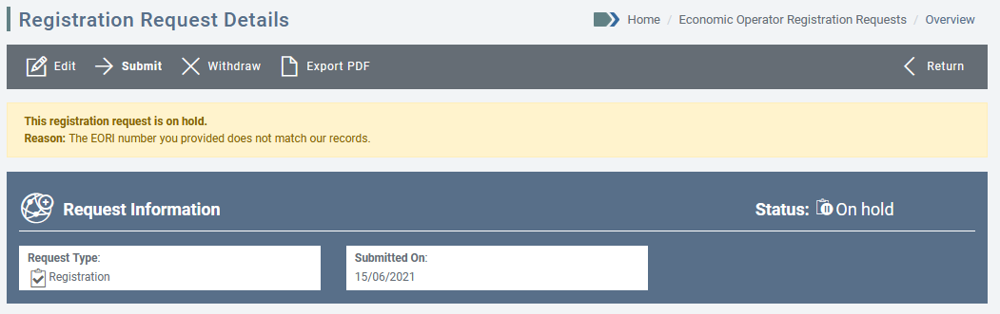 Registration Request Details
Home / Economic Operator Registration Requests / Overview
Edit Submit Withdraw Export PDF Return
This registration request is on hold.
Reason: The EORI number you provided does not match our records.
Request Information
Status: On hold
Request Type:
Registration
Submitted On:
15/06/2021